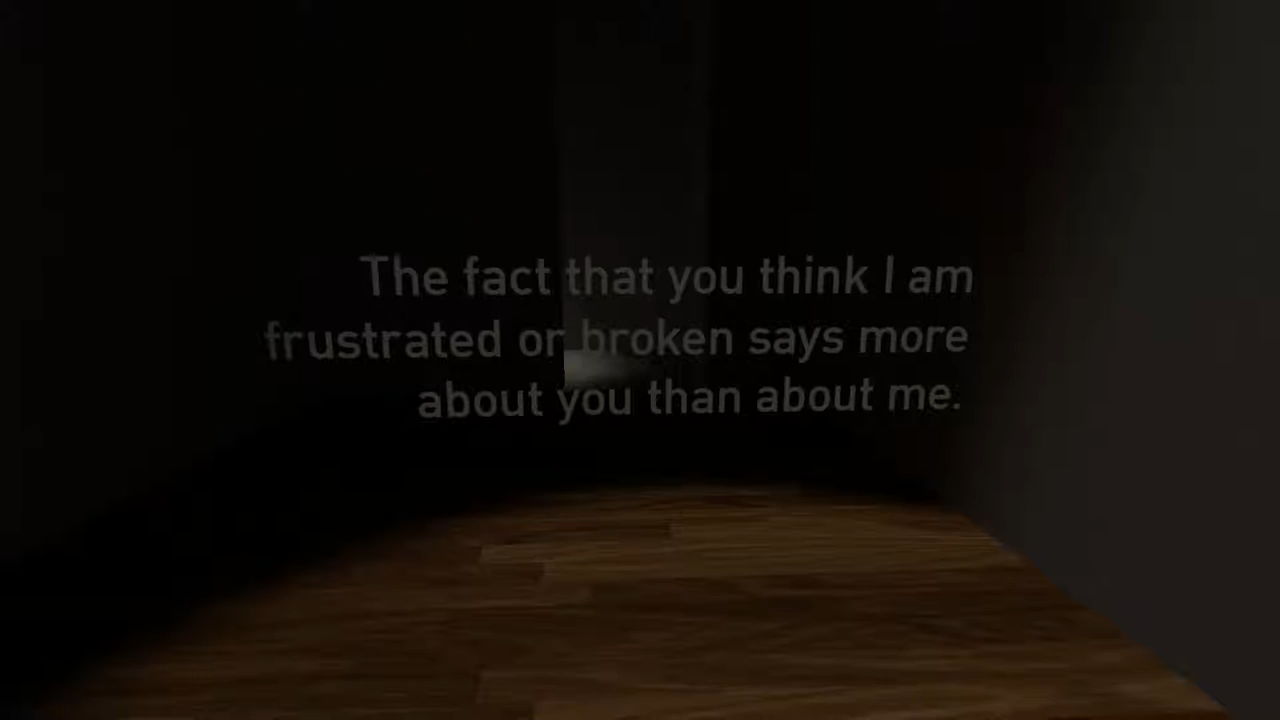 The fact that you think I am
frustrated or broken says more
about you than about me.